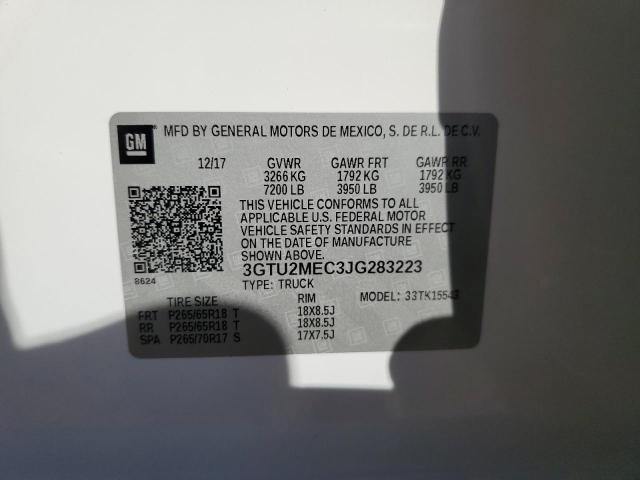 GM MFD BY GENERAL MOTORS DE MEXICO, S. DE R.L. DE C.V.
12/17 GVWR GAWR FRT GAWR RR
3266 KG 1792 KG 1792 KG
7200 LB 3950 LB 3950 LB
THIS VEHICLE CONFORMS TO ALL
APPLICABLE U.S. FEDERAL MOTOR
VEHICLE SAFETY STANDARDS IN EFFECT
ON THE DATE OF MANUFACTURE
SHOWN ABOVE.
3GTU2MEC3JG283223
8624 TYPE: TRUCK
TIRE SIZE RIM MODEL: 33TK15543
FRT P265/65R18 T 18X8.5J
RR P265/65R18 T 18X8.5J
SPA P265/70R17 S 17X7.5J